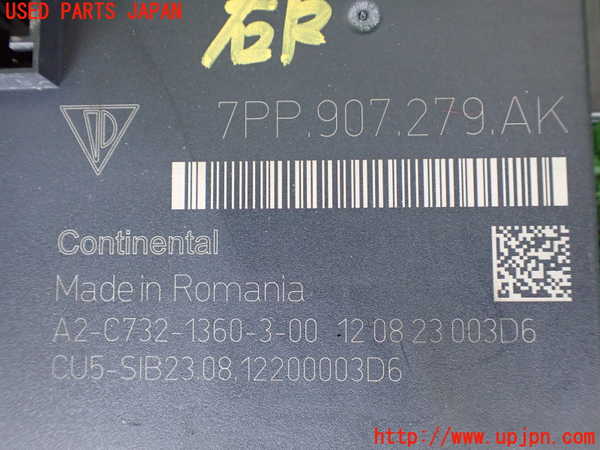 USED PARTS JAPAN
右R
7PP.907.279.AK
Continental
Made in Romania
A2-C732-1360-3-00 12 08 23 003D6
CU5-SIB23.08.12200003D6
http://www.upjpn.com/